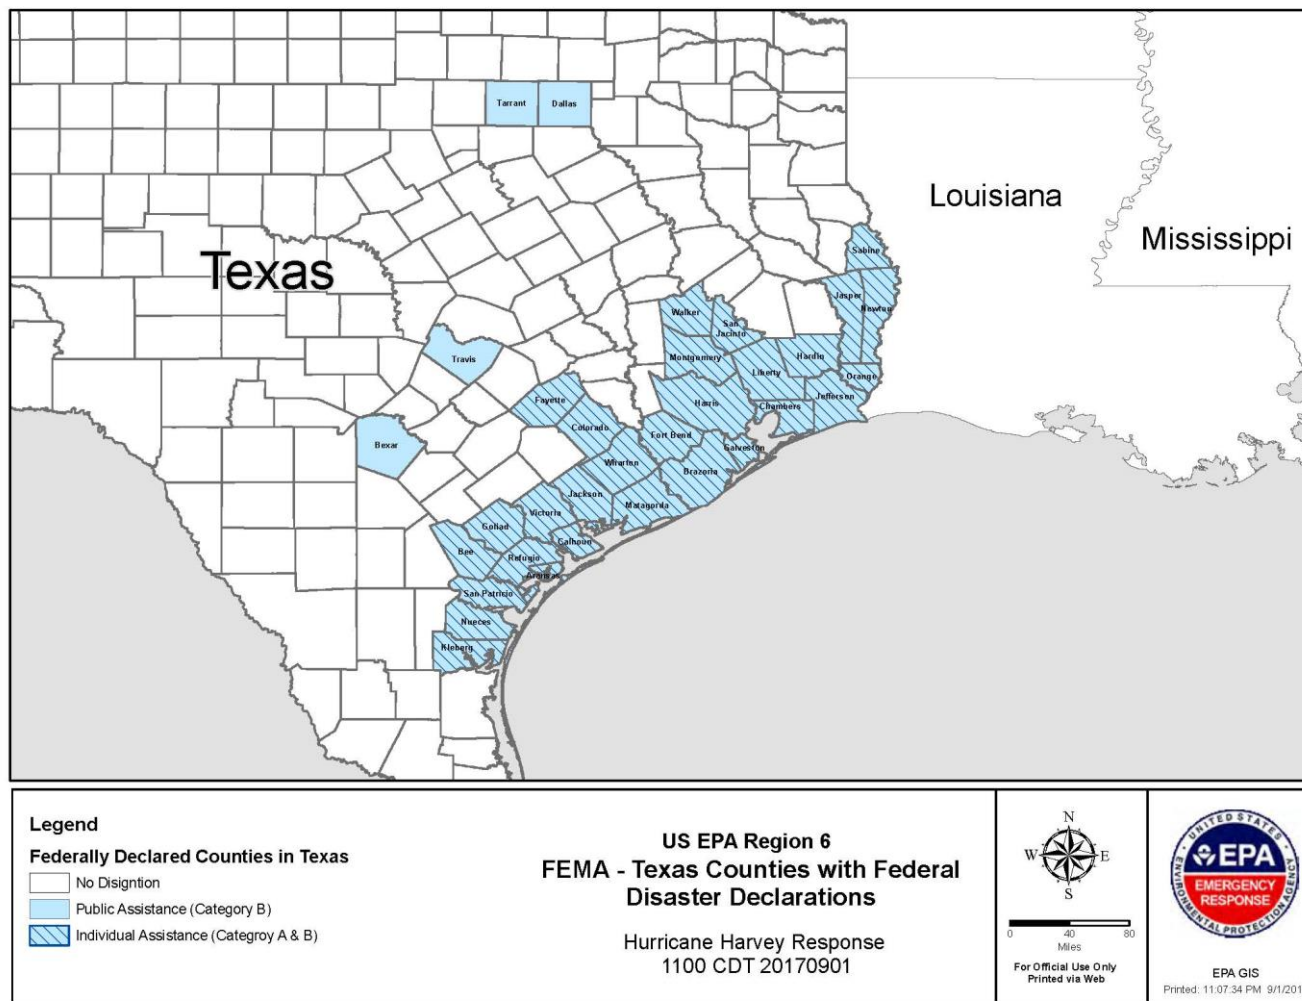 Tarrant
Dallas
Louisiana
Mississippi
Texas
Sabine
Jasper
Newton
Walker
San
Jacinto
Travis
Montgomery
Hardin
Liberty
Orange
Fayette
Harris
Chambers
Jefferson
Colorado
Bexar
Fort Bend
Galveston
Wharton
Brazoria
Jackson
Matagorda
Victoria
Goliad
Calhoun
Bee
Refugio
Aransas
San Patricio
Nueces
Kleberg
Legend
Federally Declared Counties in Texas
No Disigntion
Public Assistance (Category B)
Individual Assistance (Categroy A & B)
US EPA Region 6
FEMA - Texas Counties with Federal
Disaster Declarations
Hurricane Harvey Response
1100 CDT 20170901
N
W
E
S
0 40 80
Miles
For Official Use Only
Printed via Web
UNITED STATES
EPA
EMERGENCY
RESPONSE
ENVIRONMENTAL PROTECTION AGENCY
EPA GIS
Printed: 11:07:34 PM 9/1/201